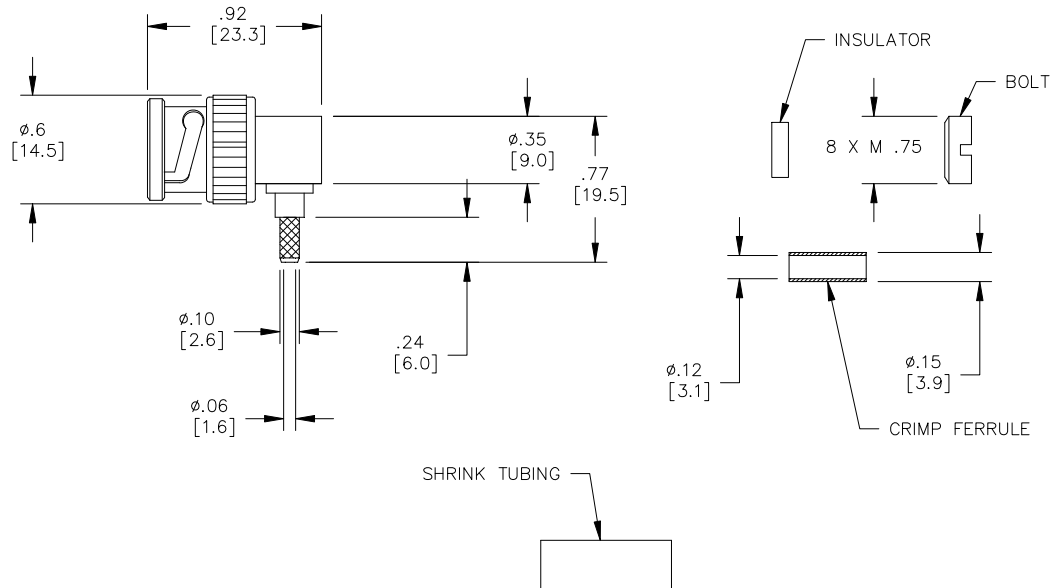 .92
[23.3]
INSULATOR
BOLT
ø.6
[14.5]
ø.35
[9.0]
8 X M .75
.77
[19.5]
ø.10
[2.6]
.24
[6.0]
ø.12
[3.1]
ø.15
[3.9]
ø.06
[1.6]
CRIMP FERRULE
SHRINK TUBING